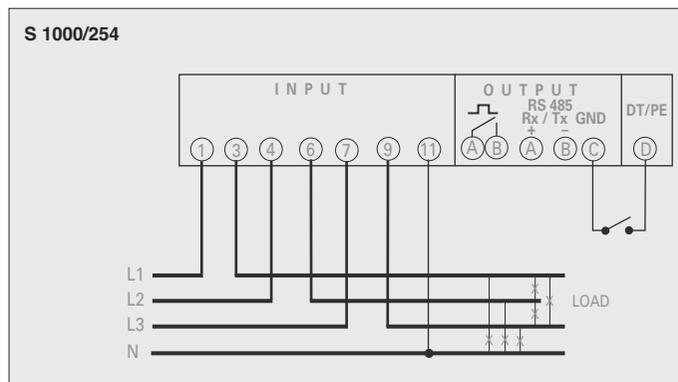 S 1000/254
INPUT
OUTPUT
RS 485
Rx / Tx GND
+ –
DT/PE
1 3 4 6 7 9 11
A B A B C D
L1
L2
LOAD
L3
N